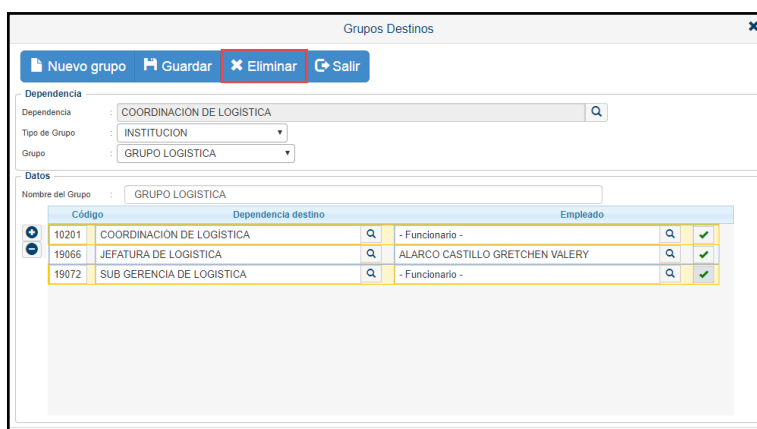 Grupos Destinos
Nuevo grupo Guardar Eliminar Salir
Dependencia
Dependencia : COORDINACIÓN DE LOGÍSTICA
Tipo de Grupo : INSTITUCION
Grupo : GRUPO LOGISTICA
Datos
Nombre del Grupo : GRUPO LOGISTICA
Código Dependencia destino Empleado
10201 COORDINACIÓN DE LOGÍSTICA - Funcionario -
19066 JEFATURA DE LOGISTICA ALARCO CASTILLO GRETCHEN VALERY
19072 SUB GERENCIA DE LOGISTICA - Funcionario -